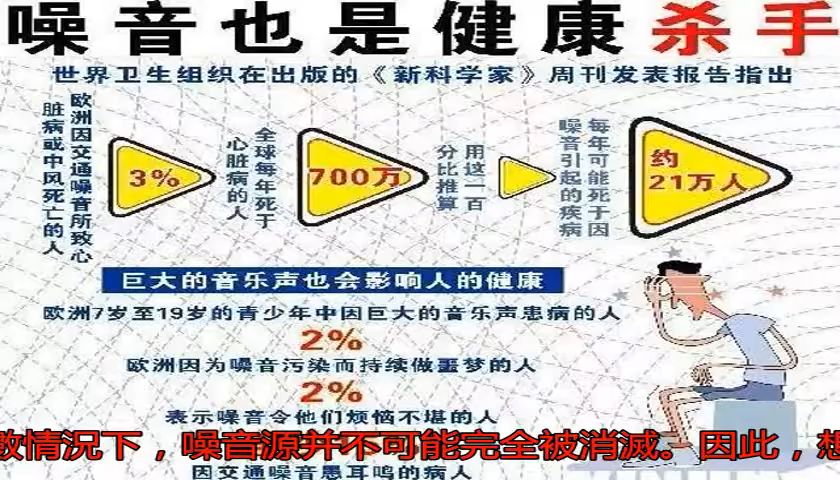 噪音也是健康杀手
世界卫生组织在出版的《新科学家》周刊发表报告指出
欧洲因交通噪音所致心
脏病或中风死亡的人
3%
全球每年死于
心脏病的人
700万
用这一百
分比推算
每年可能死于因
噪音引起的疾病
约
21万人
巨大的音乐声也会影响人的健康
欧洲7岁至19岁的青少年中因巨大的音乐声患病的人
2%
欧洲因为噪音污染而持续做噩梦的人
2%
表示噪音令他们烦恼不堪的人
數情況下，噪音源并不可能完全被消滅。因此，想
因交通噪音患耳鸣的病人